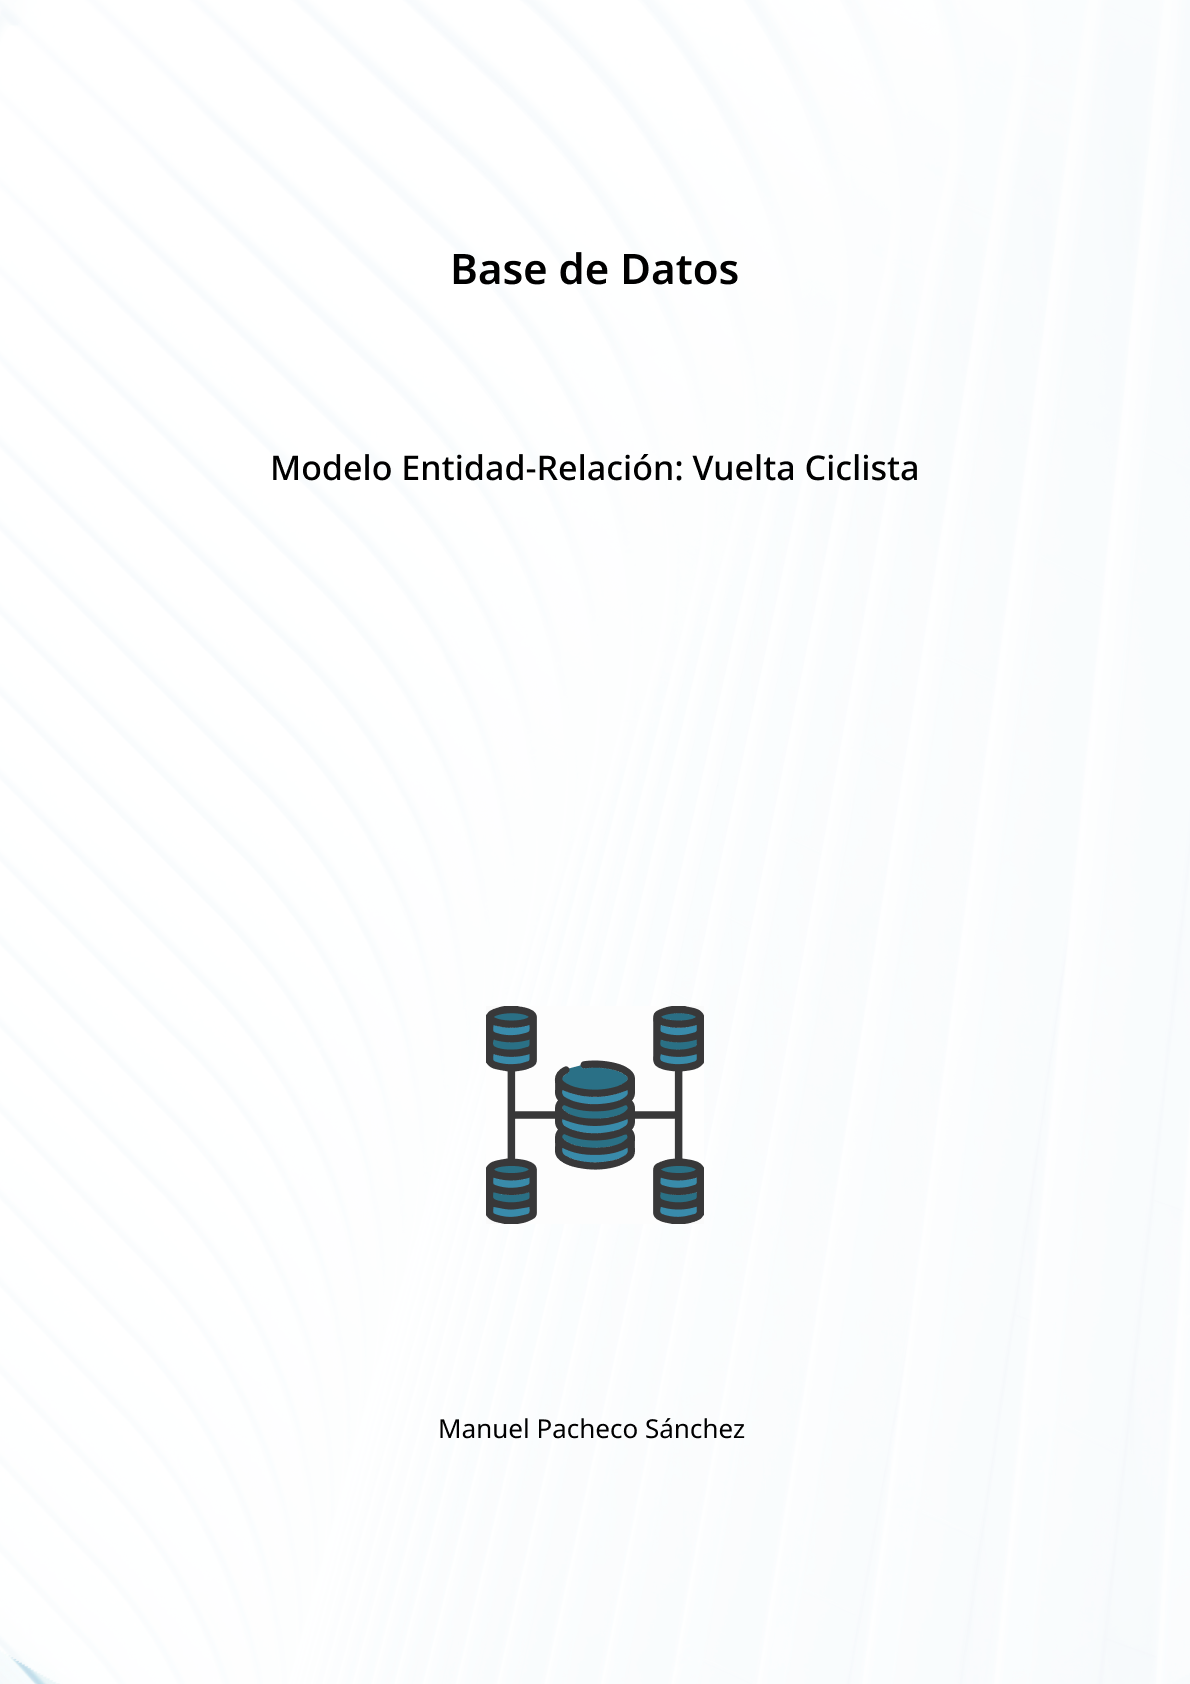 Base de Datos
Modelo Entidad-Relación: Vuelta Ciclista
Manuel Pacheco Sánchez